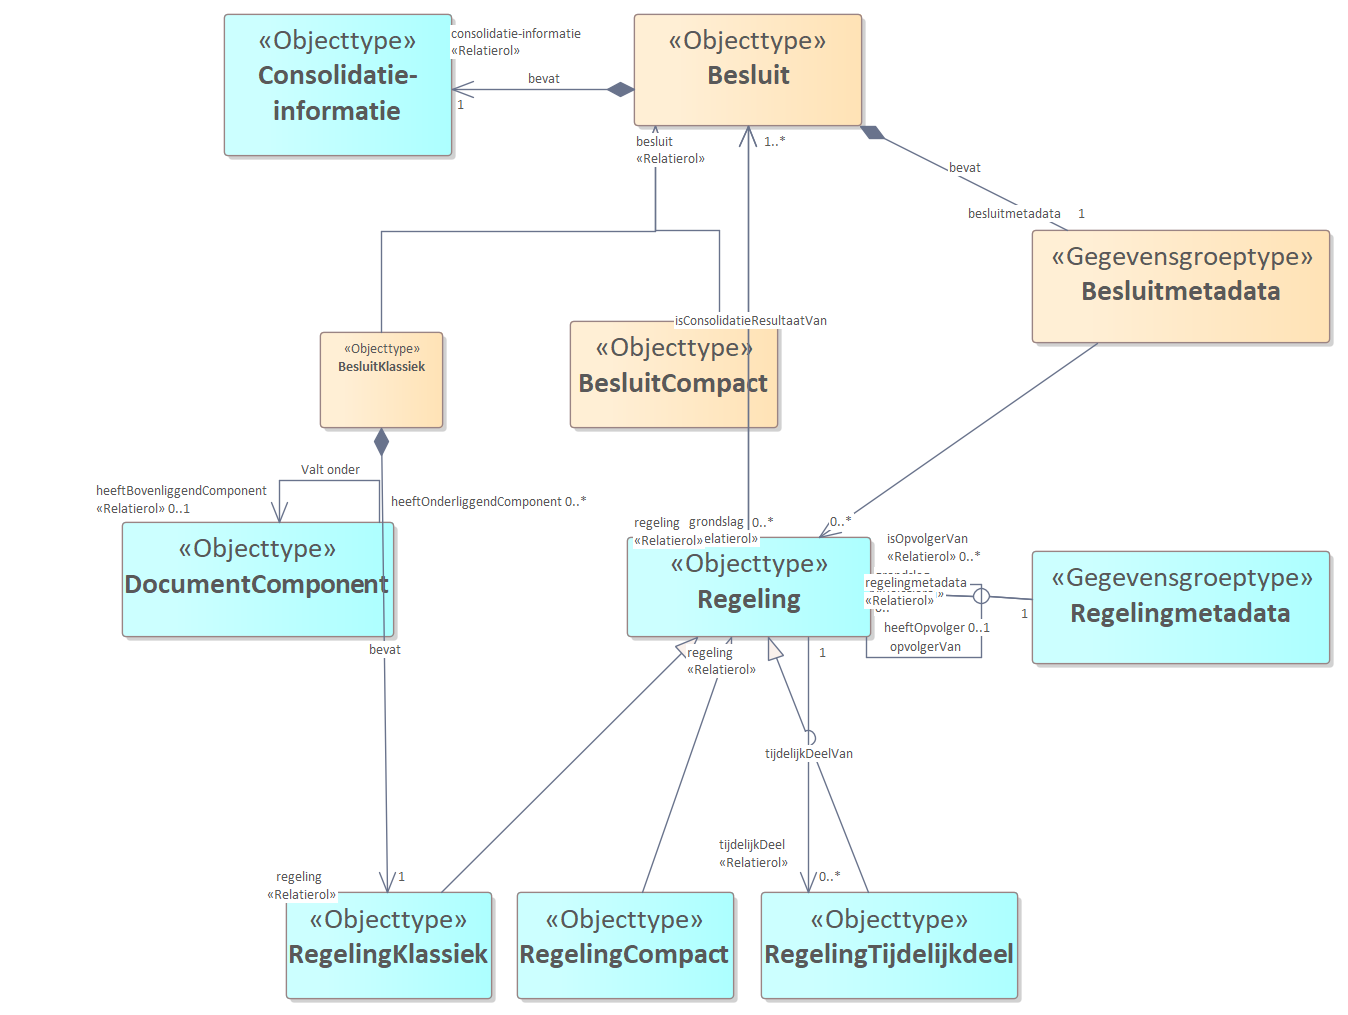 «Objecttype»
Consolidatie-
informatie
consolidatie-informatie
«Relatierol»
bevat
1
«Objecttype»
Besluit
besluit
«Relatierol»
1..*
bevat
besluitmetadata 1
«Gegevensgroeptype»
Besluitmetadata
isConsolidatieResultaatVan
«Objecttype»
BesluitKlassiek
«Objecttype»
BesluitCompact
Valt onder
heeftBovenliggendComponent
«Relatierol» 0..1
heeftOnderliggendComponent 0..*
«Objecttype»
DocumentComponent
bevat
regeling
«Relatierol»
grondslag 0..*
elatierol»
0..*
«Objecttype»
Regeling
isOpvolgerVan
«Relatierol» 0..*
regelingmetadata
«Relatierol»
heeftOpvolger 0..1
opvolgerVan
1
«Gegevensgroeptype»
Regelingmetadata
regeling
«Relatierol»
1
tijdelijkDeelVan
tijdelijkDeel
«Relatierol»
0..*
regeling
«Relatierol»
1
«Objecttype»
RegelingKlassiek
«Objecttype»
RegelingCompact
«Objecttype»
RegelingTijdelijkdeel